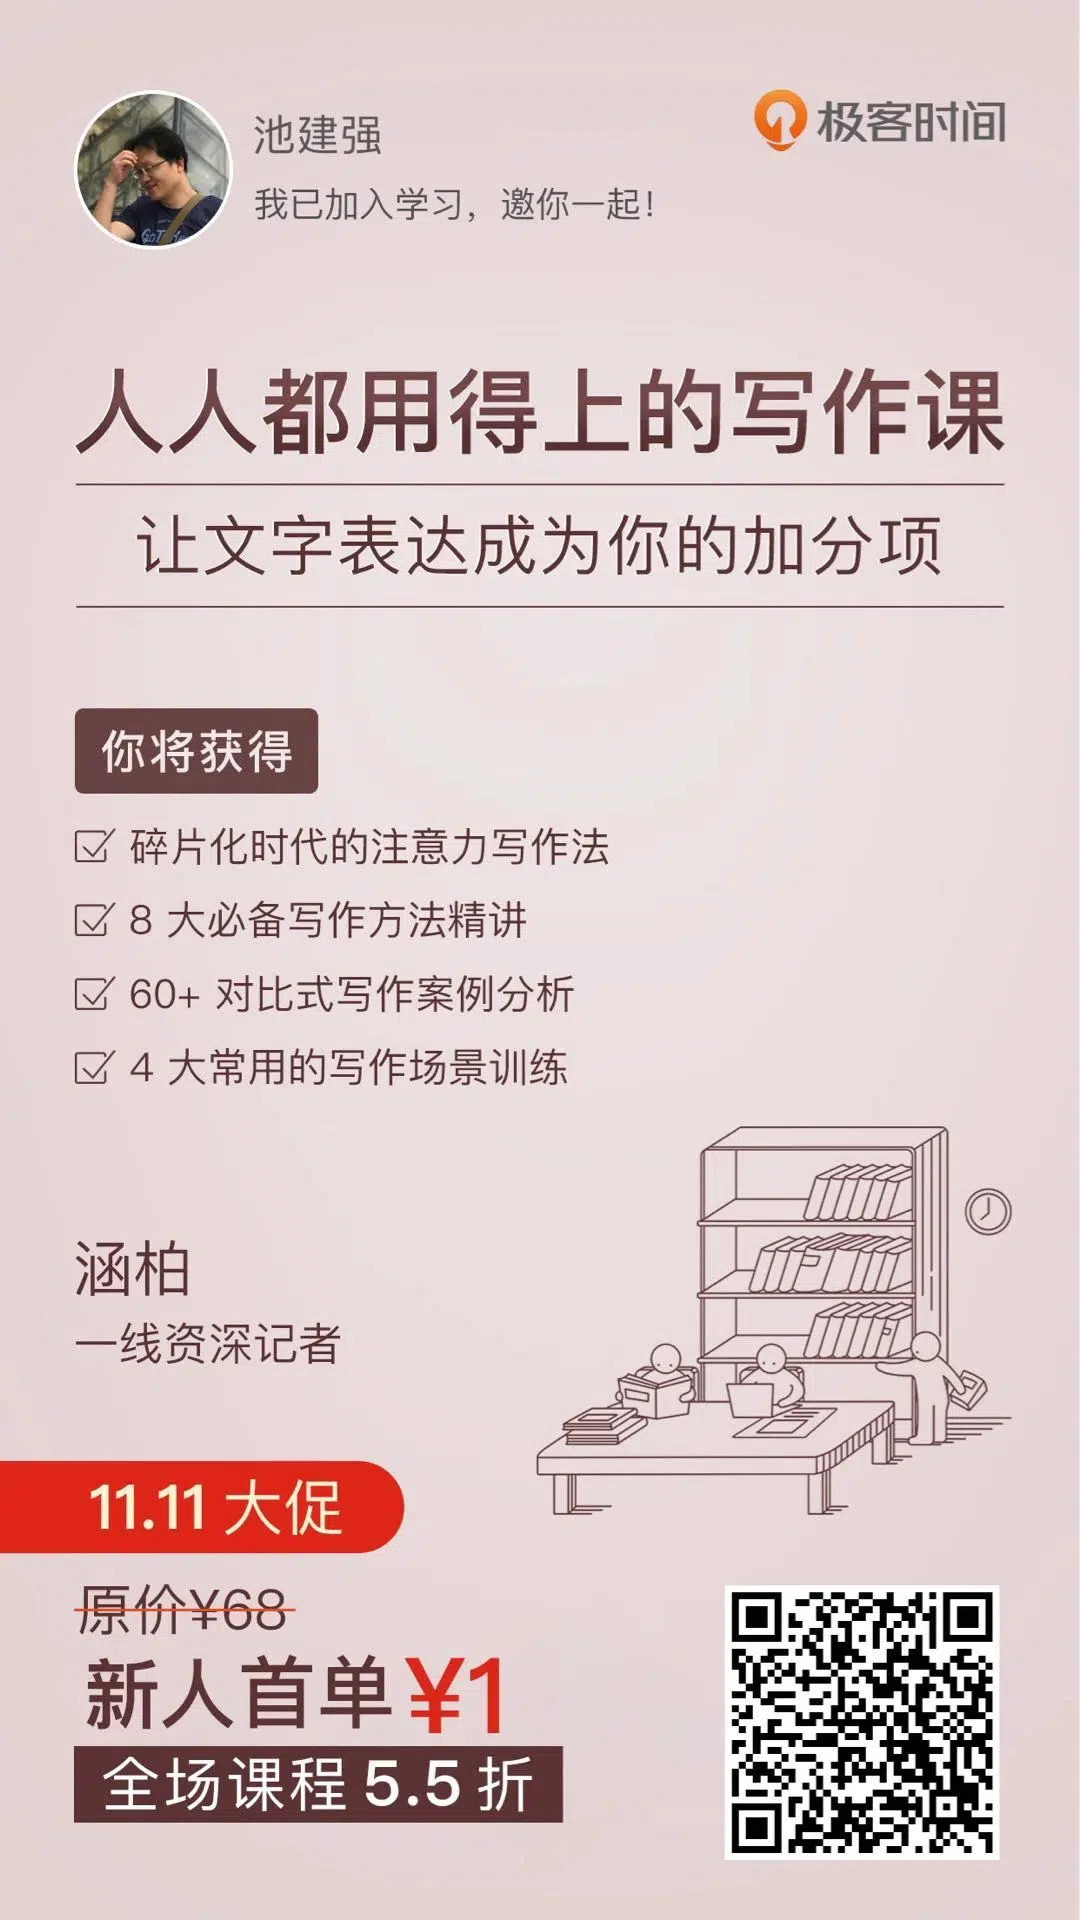 池建强
极客时间
我已加入学习，邀你一起！
人人都用得上的写作课
让文字表达成为你的加分项
你将获得
碎片化时代的注意力写作法
8 大必备写作方法精讲
60+ 对比式写作案例分析
4 大常用的写作场景训练
涵柏
一线资深记者
11.11 大促
原价¥68
新人首单¥1
全场课程 5.5 折